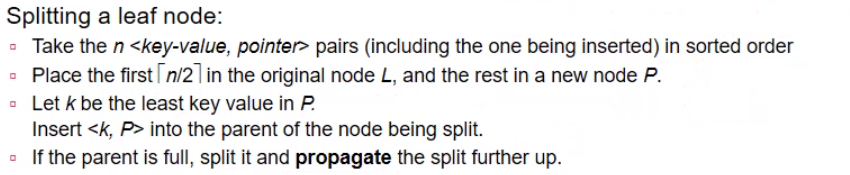 Splitting a leaf node:
▫ Take the n <key-value, pointer> pairs (including the one being inserted) in sorted order
▫ Place the first ⌈n/2⌉ in the original node L, and the rest in a new node P.
▫ Let k be the least key value in P.
Insert <k, P> into the parent of the node being split.
▫ If the parent is full, split it and propagate the split further up.